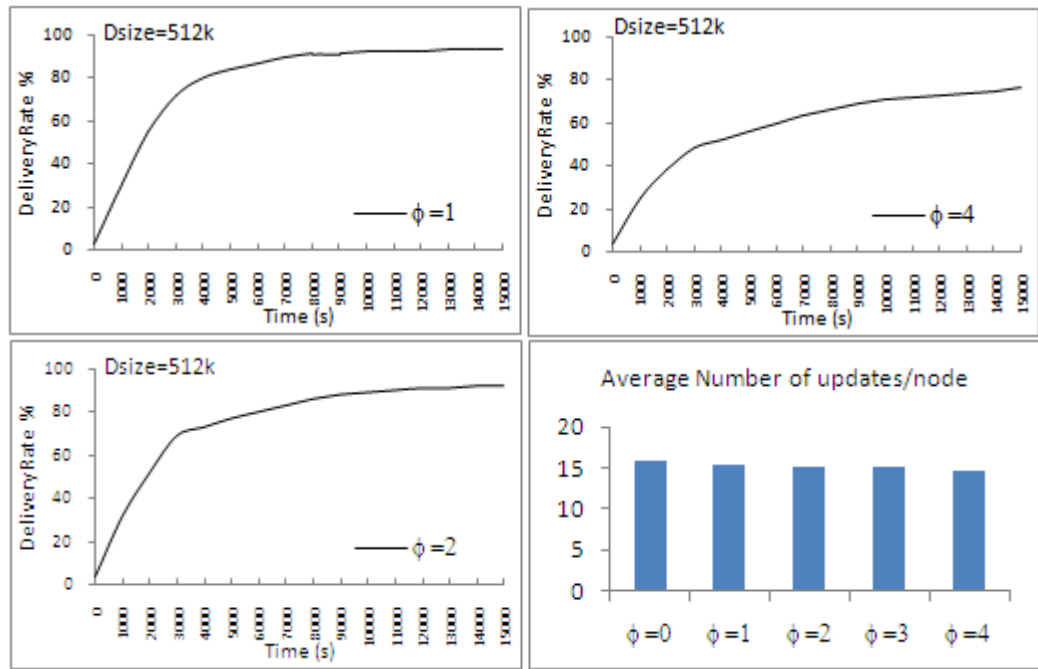 Dsize=512k
DeliveryRate %
100
80
60
40
20
0
ϕ =1
0 1000 2000 3000 4000 5000 6000 7000 8000 9000 10000 11000 12000 13000 14000 15000
Time (s)
Dsize=512k
DeliveryRate %
100
80
60
40
20
0
ϕ =4
0 1000 2000 3000 4000 5000 6000 7000 8000 9000 10000 11000 12000 13000 14000 15000
Time (s)
Dsize=512k
DeliveryRate %
100
80
60
40
20
0
ϕ =2
0 1000 2000 3000 4000 5000 6000 7000 8000 9000 10000 11000 12000 13000 14000 15000
Time (s)
Average Number of updates/node
20
15
10
5
0
ϕ =0 ϕ =1 ϕ =2 ϕ =3 ϕ =4